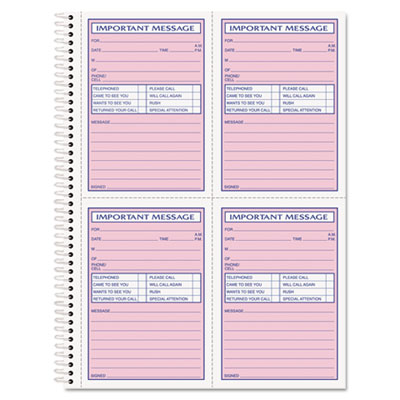 IMPORTANT MESSAGE
FOR
DATE TIME A.M. P.M.
M
OF
PHONE/
CELL
TELEPHONED PLEASE CALL
CAME TO SEE YOU WILL CALL AGAIN
WANTS TO SEE YOU RUSH
RETURNED YOUR CALL SPECIAL ATTENTION
MESSAGE
SIGNED
IMPORTANT MESSAGE
FOR
DATE TIME A.M. P.M.
M
OF
PHONE/
CELL
TELEPHONED PLEASE CALL
CAME TO SEE YOU WILL CALL AGAIN
WANTS TO SEE YOU RUSH
RETURNED YOUR CALL SPECIAL ATTENTION
MESSAGE
SIGNED
IMPORTANT MESSAGE
FOR
DATE TIME A.M. P.M.
M
OF
PHONE/
CELL
TELEPHONED PLEASE CALL
CAME TO SEE YOU WILL CALL AGAIN
WANTS TO SEE YOU RUSH
RETURNED YOUR CALL SPECIAL ATTENTION
MESSAGE
SIGNED
IMPORTANT MESSAGE
FOR
DATE TIME A.M. P.M.
M
OF
PHONE/
CELL
TELEPHONED PLEASE CALL
CAME TO SEE YOU WILL CALL AGAIN
WANTS TO SEE YOU RUSH
RETURNED YOUR CALL SPECIAL ATTENTION
MESSAGE
SIGNED